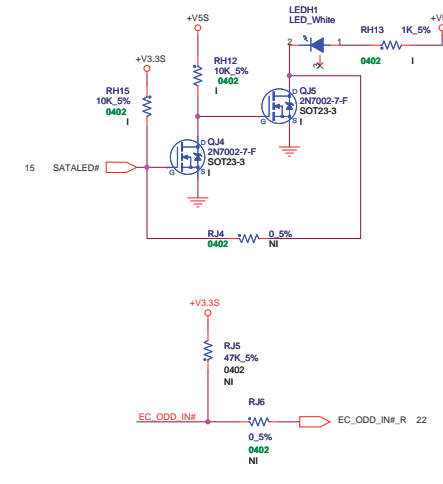 LEDH1
LED_White
+V5S
+V5
RH13 1K_5%
2 1
3
0402 I
+V3.3S
RH12
10K_5%
0402
I
RH15
10K_5%
0402
I
D QJ5
2N7002-7-F
SOT23-3
G S I
D QJ4
2N7002-7-F
SOT23-3
G S I
15 SATALED#
RJ4 0_5%
0402 NI
+V3.3S
RJ5
47K_5%
0402
NI
RJ6
EC_ODD_IN# EC_ODD_IN#_R 22
0_5%
0402
NI